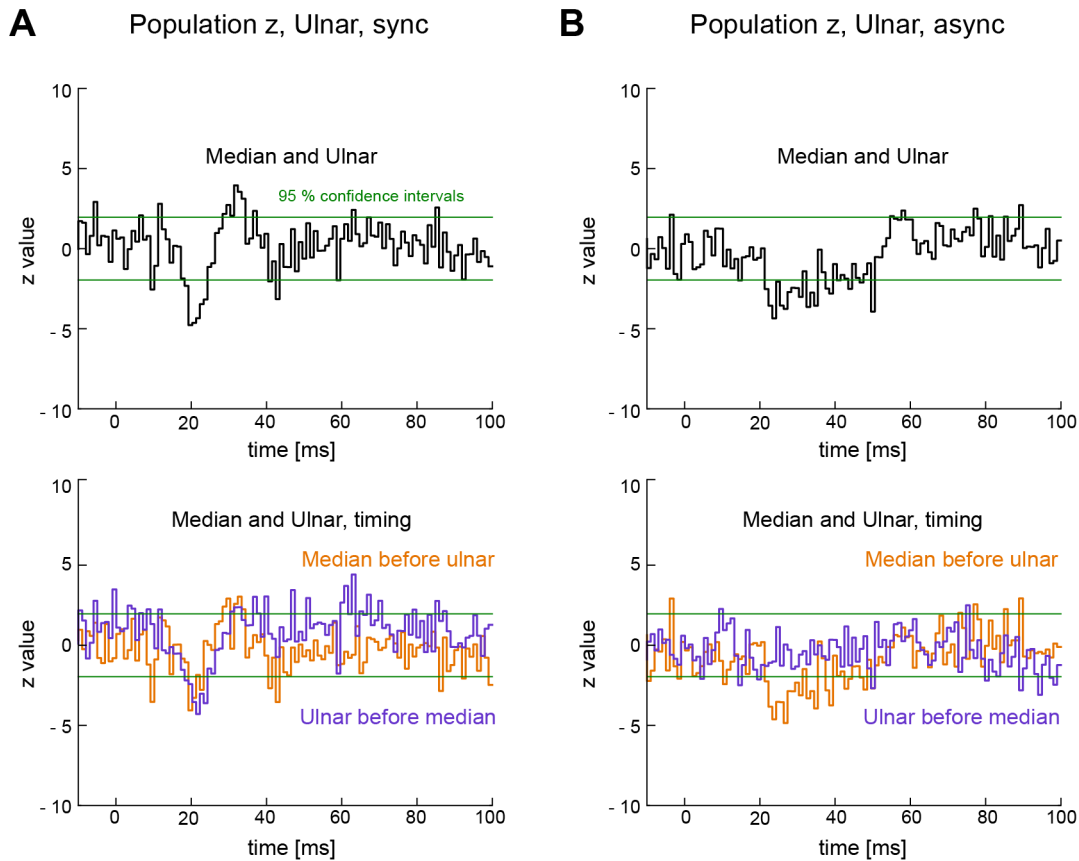 A
Population z, Ulnar, sync
10
5
0
- 5
- 10
z value
Median and Ulnar
95 % confidence intervals
0
20
40
60
80
100
time [ms]
10
5
0
- 5
- 10
z value
Median and Ulnar, timing
Median before ulnar
Ulnar before median
0
20
40
60
80
100
time [ms]
B
Population z, Ulnar, async
10
5
0
- 5
- 10
z value
Median and Ulnar
0
20
40
60
80
100
time [ms]
10
5
0
- 5
- 10
z value
Median and Ulnar, timing
Median before ulnar
Ulnar before median
0
20
40
60
80
100
time [ms]